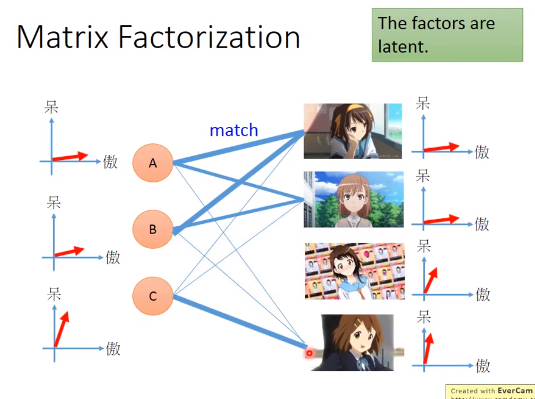 Matrix Factorization
The factors are
latent.
呆
傲
A
match
呆
傲
呆
傲
B
呆
傲
呆
傲
C
呆
傲
呆
傲
Created with EverCam